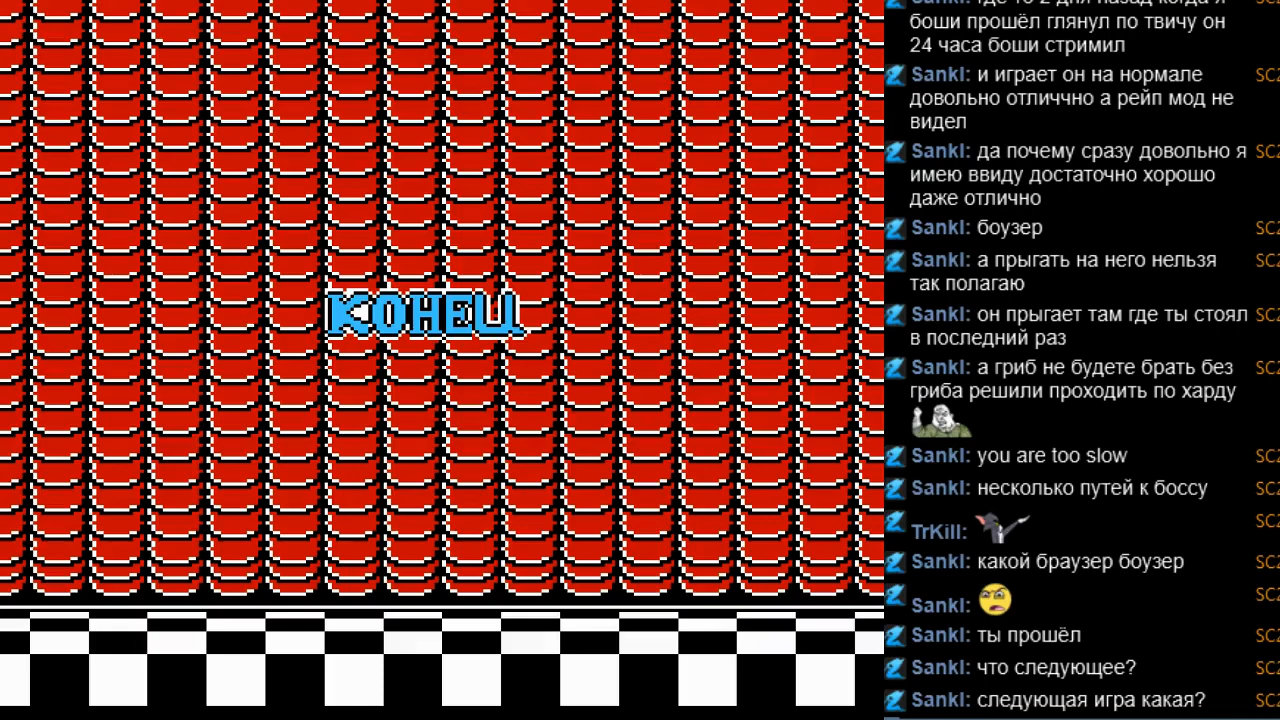 КОНЕЦ
боши прошёл глянул по твичу он
24 часа боши стримил
Sankl: и играет он на нормале
довольно отличчно а рейп мод не
видел
Sankl: да почему сразу довольно я
имею ввиду достаточно хорошо
даже отлично
Sankl: боузер
Sankl: а прыгать на него нельзя
так полагаю
Sankl: он прыгает там где ты стоял
в последний раз
Sankl: а гриб не будете брать без
гриба решили проходить по харду
Sankl: you are too slow
Sankl: несколько путей к боссу
TrKill:
Sankl: какой браузер боузер
Sankl:
Sankl: ты прошёл
Sankl: что следующее?
Sankl: следующая игра какая?